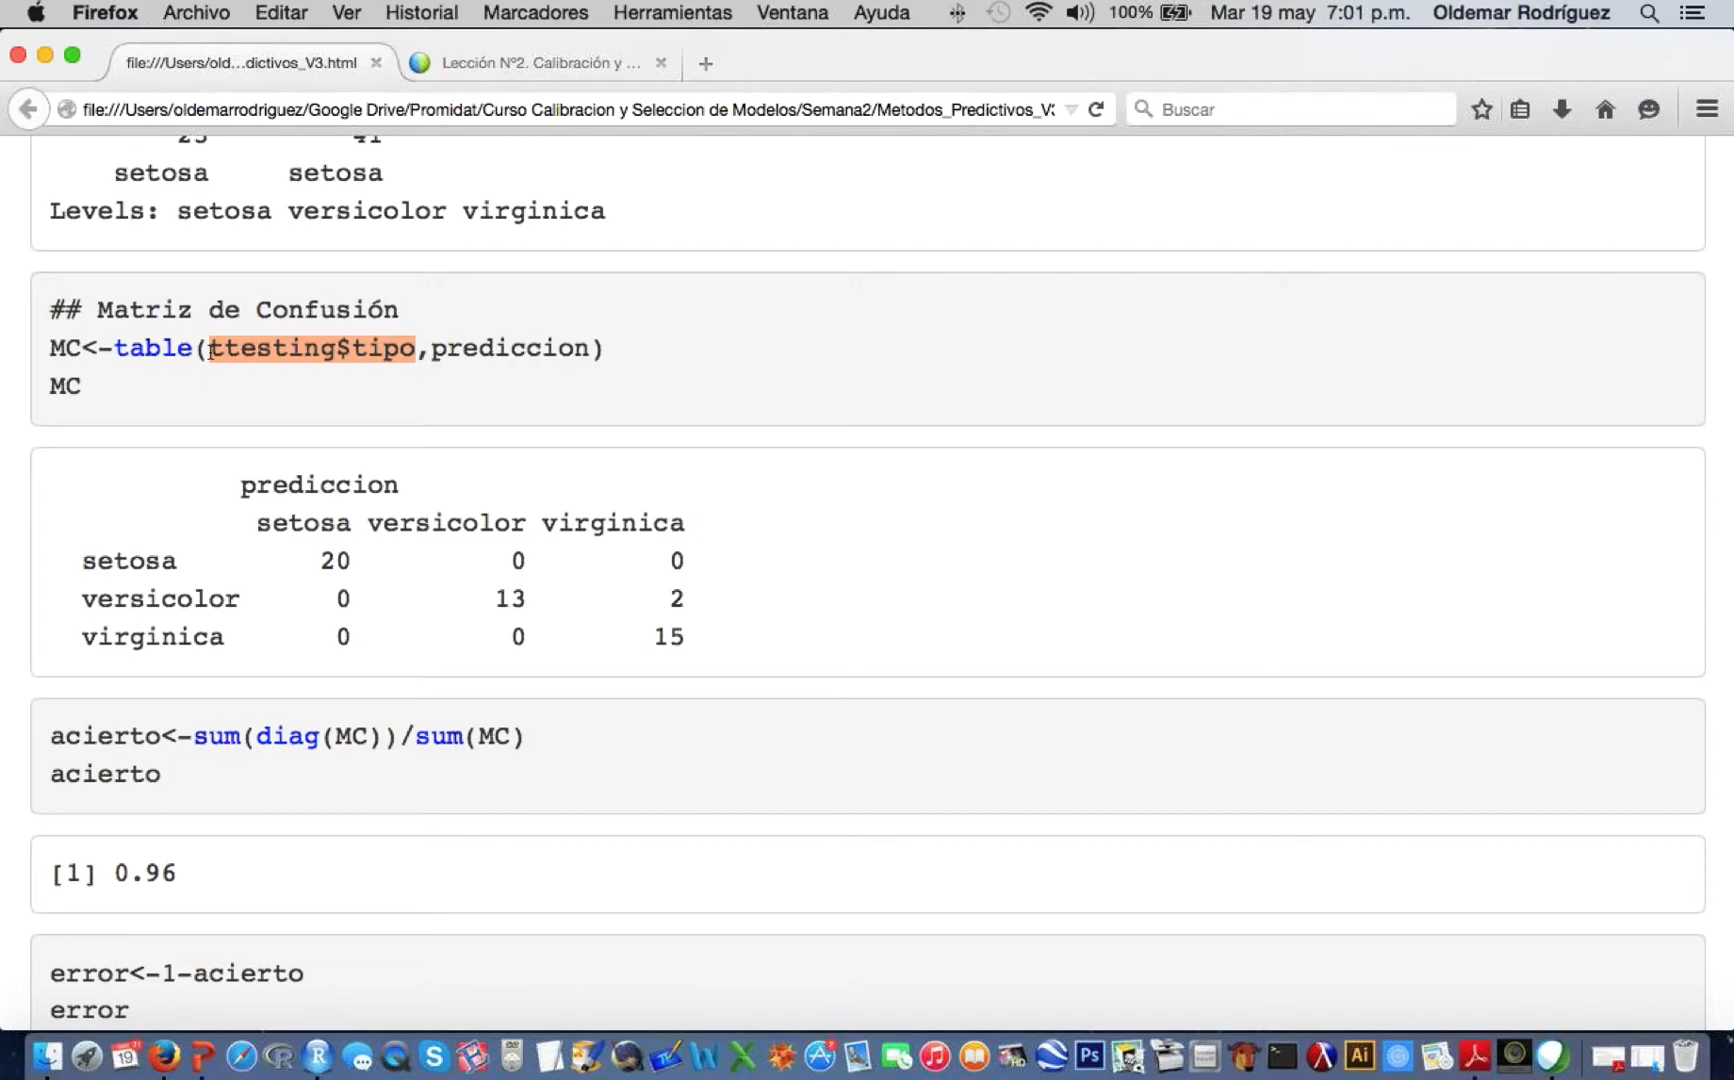 Firefox Archivo Editar Ver Historial Marcadores Herramientas Ventana Ayuda 100% Mar 19 may 7:01 p.m. Oldemar Rodríguez
file:///Users/old...dictivos_V3.html Lección Nº2. Calibración y ...
file:///Users/oldemarrodriguez/Google Drive/Promidat/Curso Calibracion y Seleccion de Modelos/Semana2/Metodos_Predictivos_V Buscar
setosa setosa
Levels: setosa versicolor virginica
## Matriz de Confusión
MC<-table(ttesting$tipo,prediccion)
MC
prediccion
setosa versicolor virginica
setosa 20 0 0
versicolor 0 13 2
virginica 0 0 15
acierto<-sum(diag(MC))/sum(MC)
acierto
[1] 0.96
error<-1-acierto
error
19
Ps
Ai